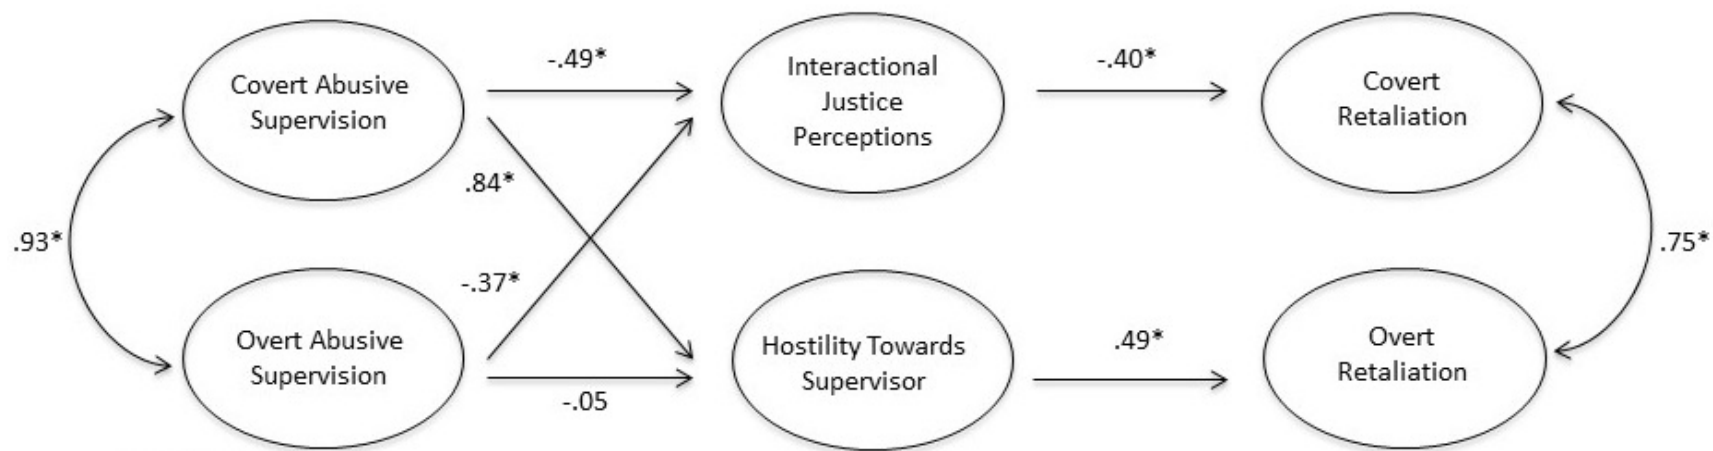 Covert Abusive
Supervision
-.49*
Interactional
Justice
Perceptions
-.40*
Covert
Retaliation
.84*
.93*
.75*
-.37*
Overt Abusive
Supervision
-.05
Hostility Towards
Supervisor
.49*
Overt
Retaliation